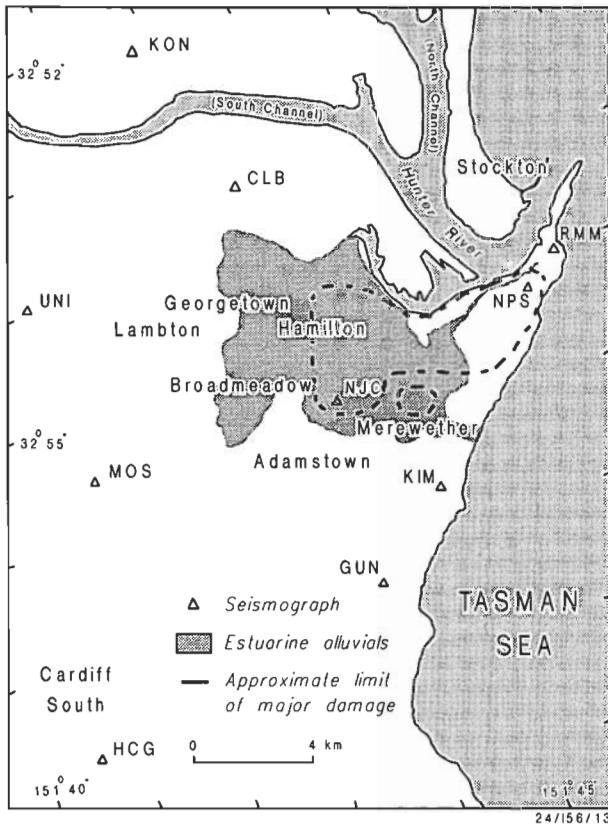 KON
32° 52'
(South Channel)
(North Channel)
Stockton
CLB
Hunter
River
RMM
UNI
Georgetown
Lambton
Hamilton
NPS
Broadmeadow
NJC
Merewether
32° 55'
Adamstown
MOS
KIM
GUN
TASMAN
SEA
Seismograph
Estuarine alluvials
Approximate limit
of major damage
Cardiff
South
HCG
0 4 km
151° 40'
151° 45'
24/156/13